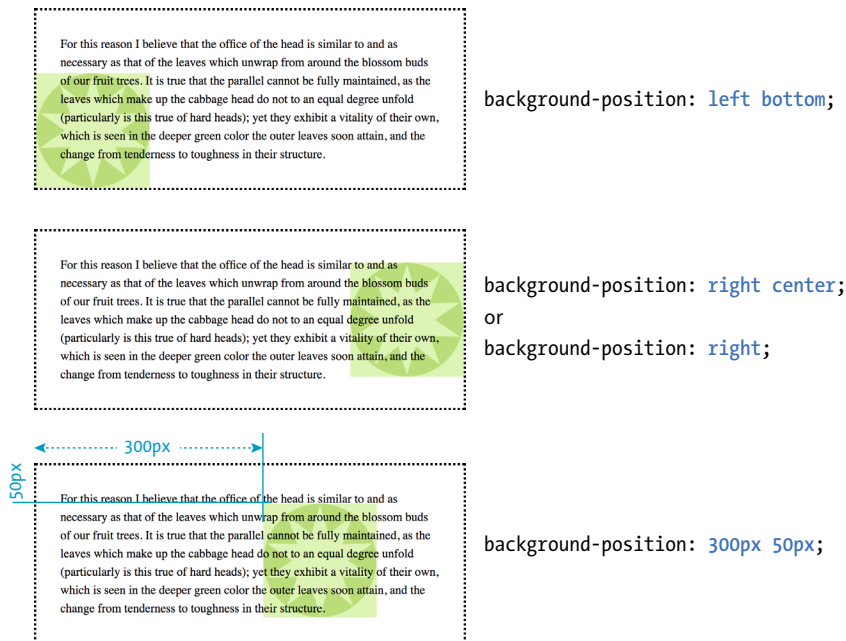 For this reason I believe that the office of the head is similar to and as
necessary as that of the leaves which unwrap from around the blossom buds
of our fruit trees. It is true that the parallel cannot be fully maintained, as the
leaves which make up the cabbage head do not to an equal degree unfold
(particularly is this true of hard heads); yet they exhibit a vitality of their own,
which is seen in the deeper green color the outer leaves soon attain, and the
change from tenderness to toughness in their structure.
background-position: left bottom;
For this reason I believe that the office of the head is similar to and as
necessary as that of the leaves which unwrap from around the blossom buds
of our fruit trees. It is true that the parallel cannot be fully maintained, as the
leaves which make up the cabbage head do not to an equal degree unfold
(particularly is this true of hard heads); yet they exhibit a vitality of their own,
which is seen in the deeper green color the outer leaves soon attain, and the
change from tenderness to toughness in their structure.
background-position: right center;
or
background-position: right;
300px
50px
For this reason I believe that the office of the head is similar to and as
necessary as that of the leaves which unwrap from around the blossom buds
of our fruit trees. It is true that the parallel cannot be fully maintained, as the
leaves which make up the cabbage head do not to an equal degree unfold
(particularly is this true of hard heads); yet they exhibit a vitality of their own,
which is seen in the deeper green color the outer leaves soon attain, and the
change from tenderness to toughness in their structure.
background-position: 300px 50px;